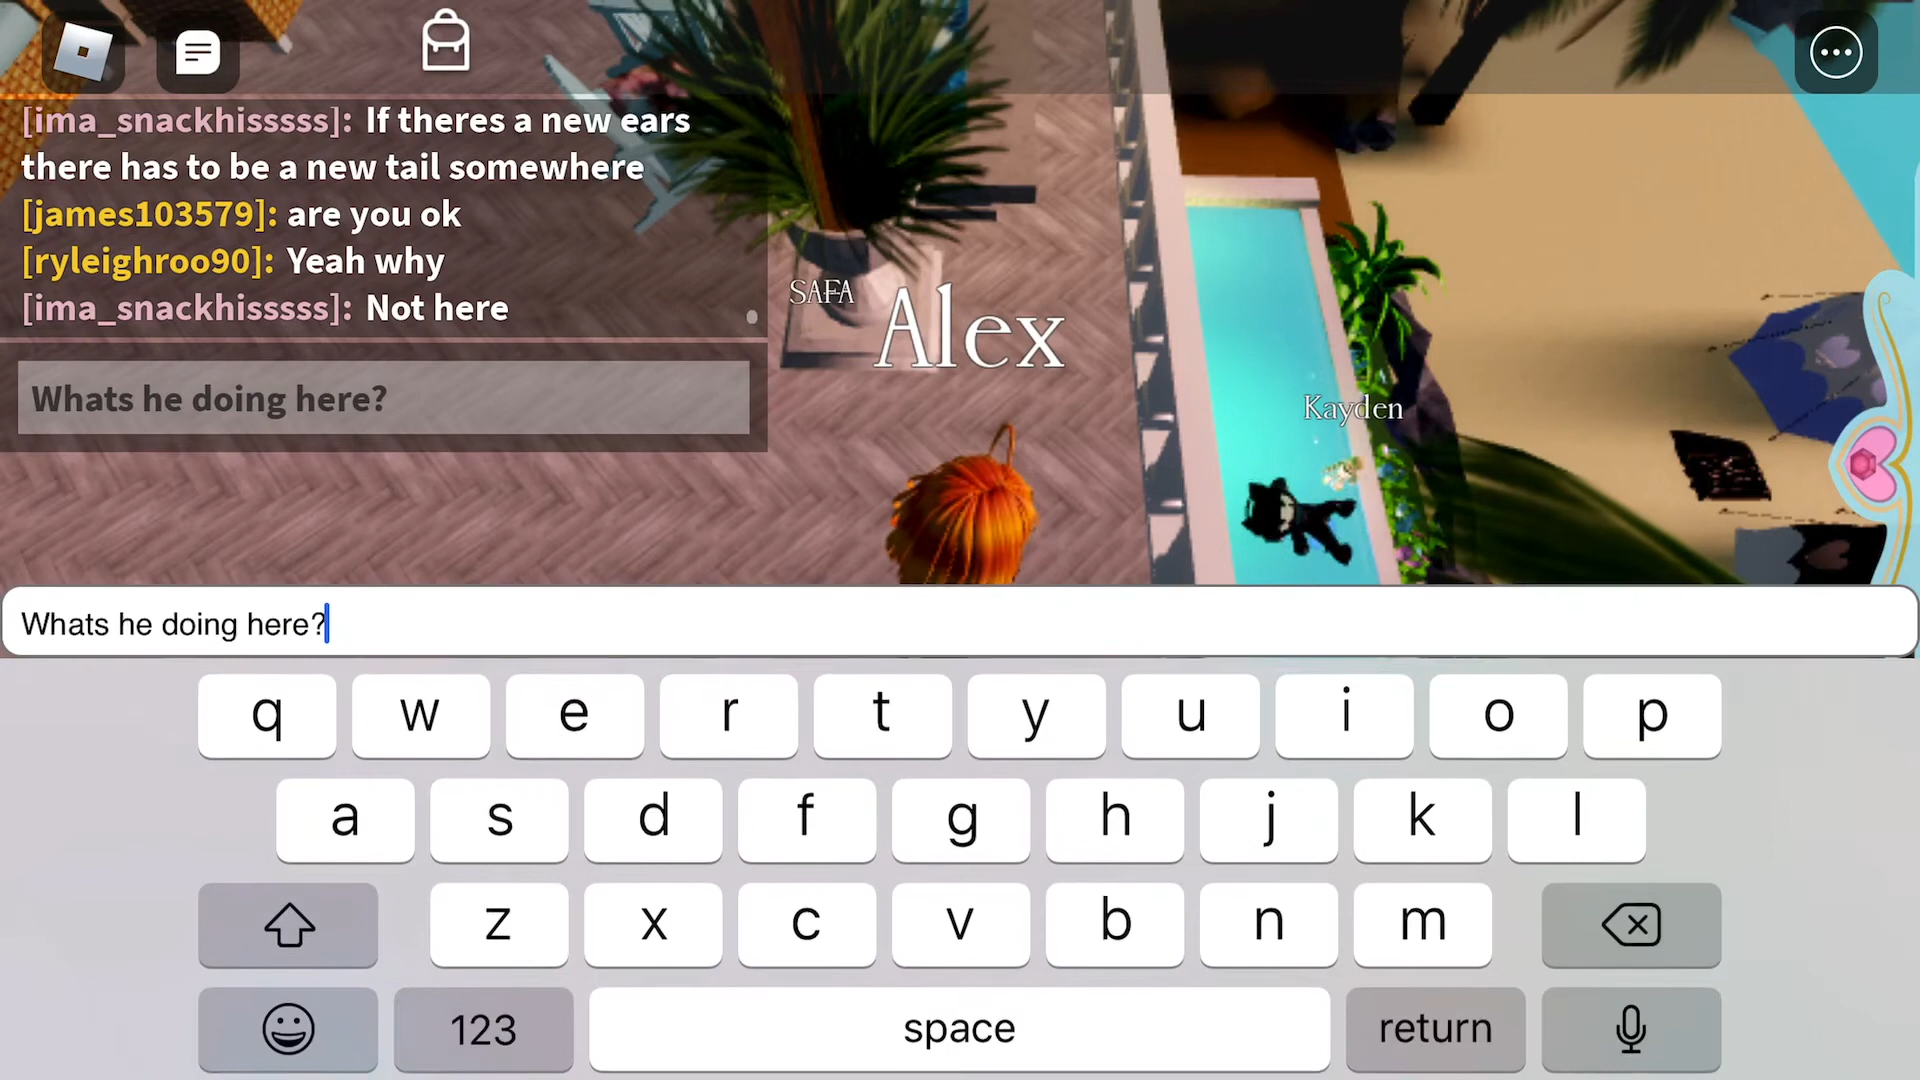 [ima_snackhisssss]: If theres a new ears
there has to be a new tail somewhere
[james103579]: are you ok
[ryleighroo90]: Yeah why
[ima_snackhisssss]: Not here
SAFA
Alex
Whats he doing here?
Kayden
Whats he doing here?
q w e r t y u i o p
a s d f g h j k l
z x c v b n m
123 space return